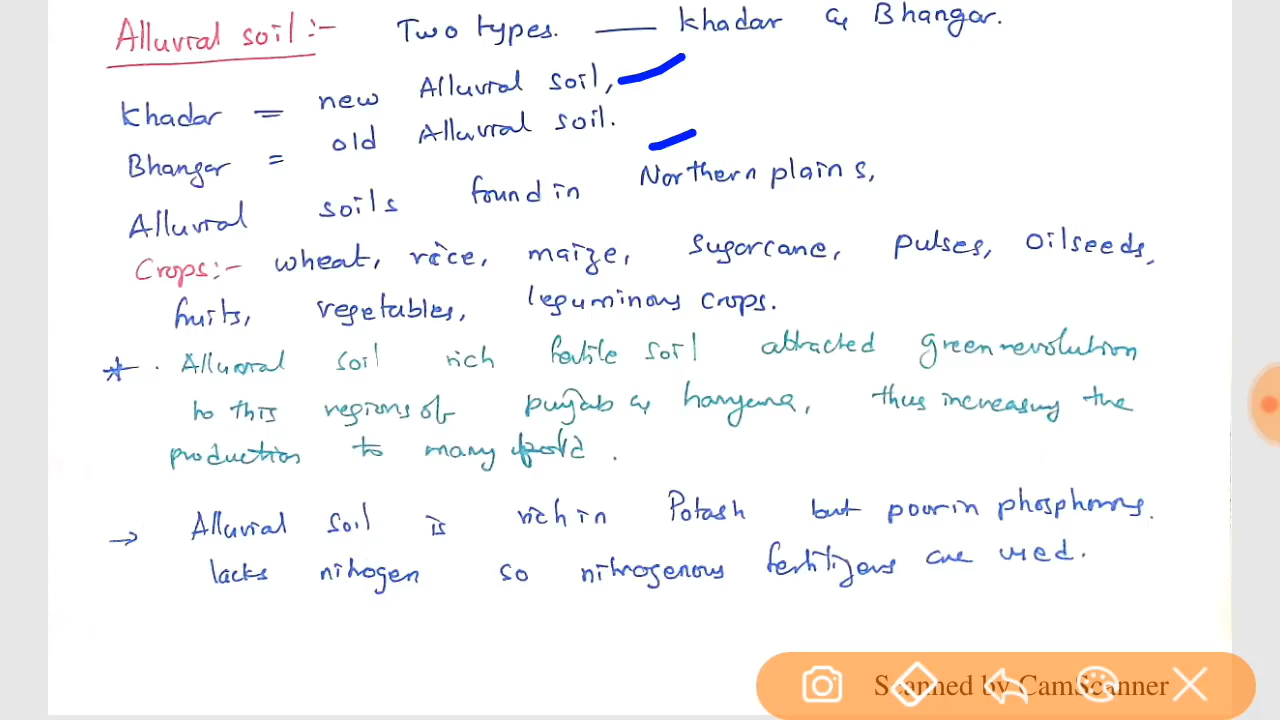 Alluvial soil:- Two types. — Khadar & Bhangar.
Khadar = new Alluvial soil,
Bhangar = old Alluvial soil.
Alluvial soils found in Northern plains,
Crops:- wheat, rice, maize, sugarcane, pulses, oilseeds,
fruits, vegetables, leguminous crops.
* . Alluvial soil rich fertile soil attracted green revolution
to this regions of punjab & haryana, thus increasing the
production to many fold.
→ Alluvial soil is rich in Potash but poor in phosphorous.
lacks nitrogen so nitrogenous fertilizers are used.
Scanned by CamScanner